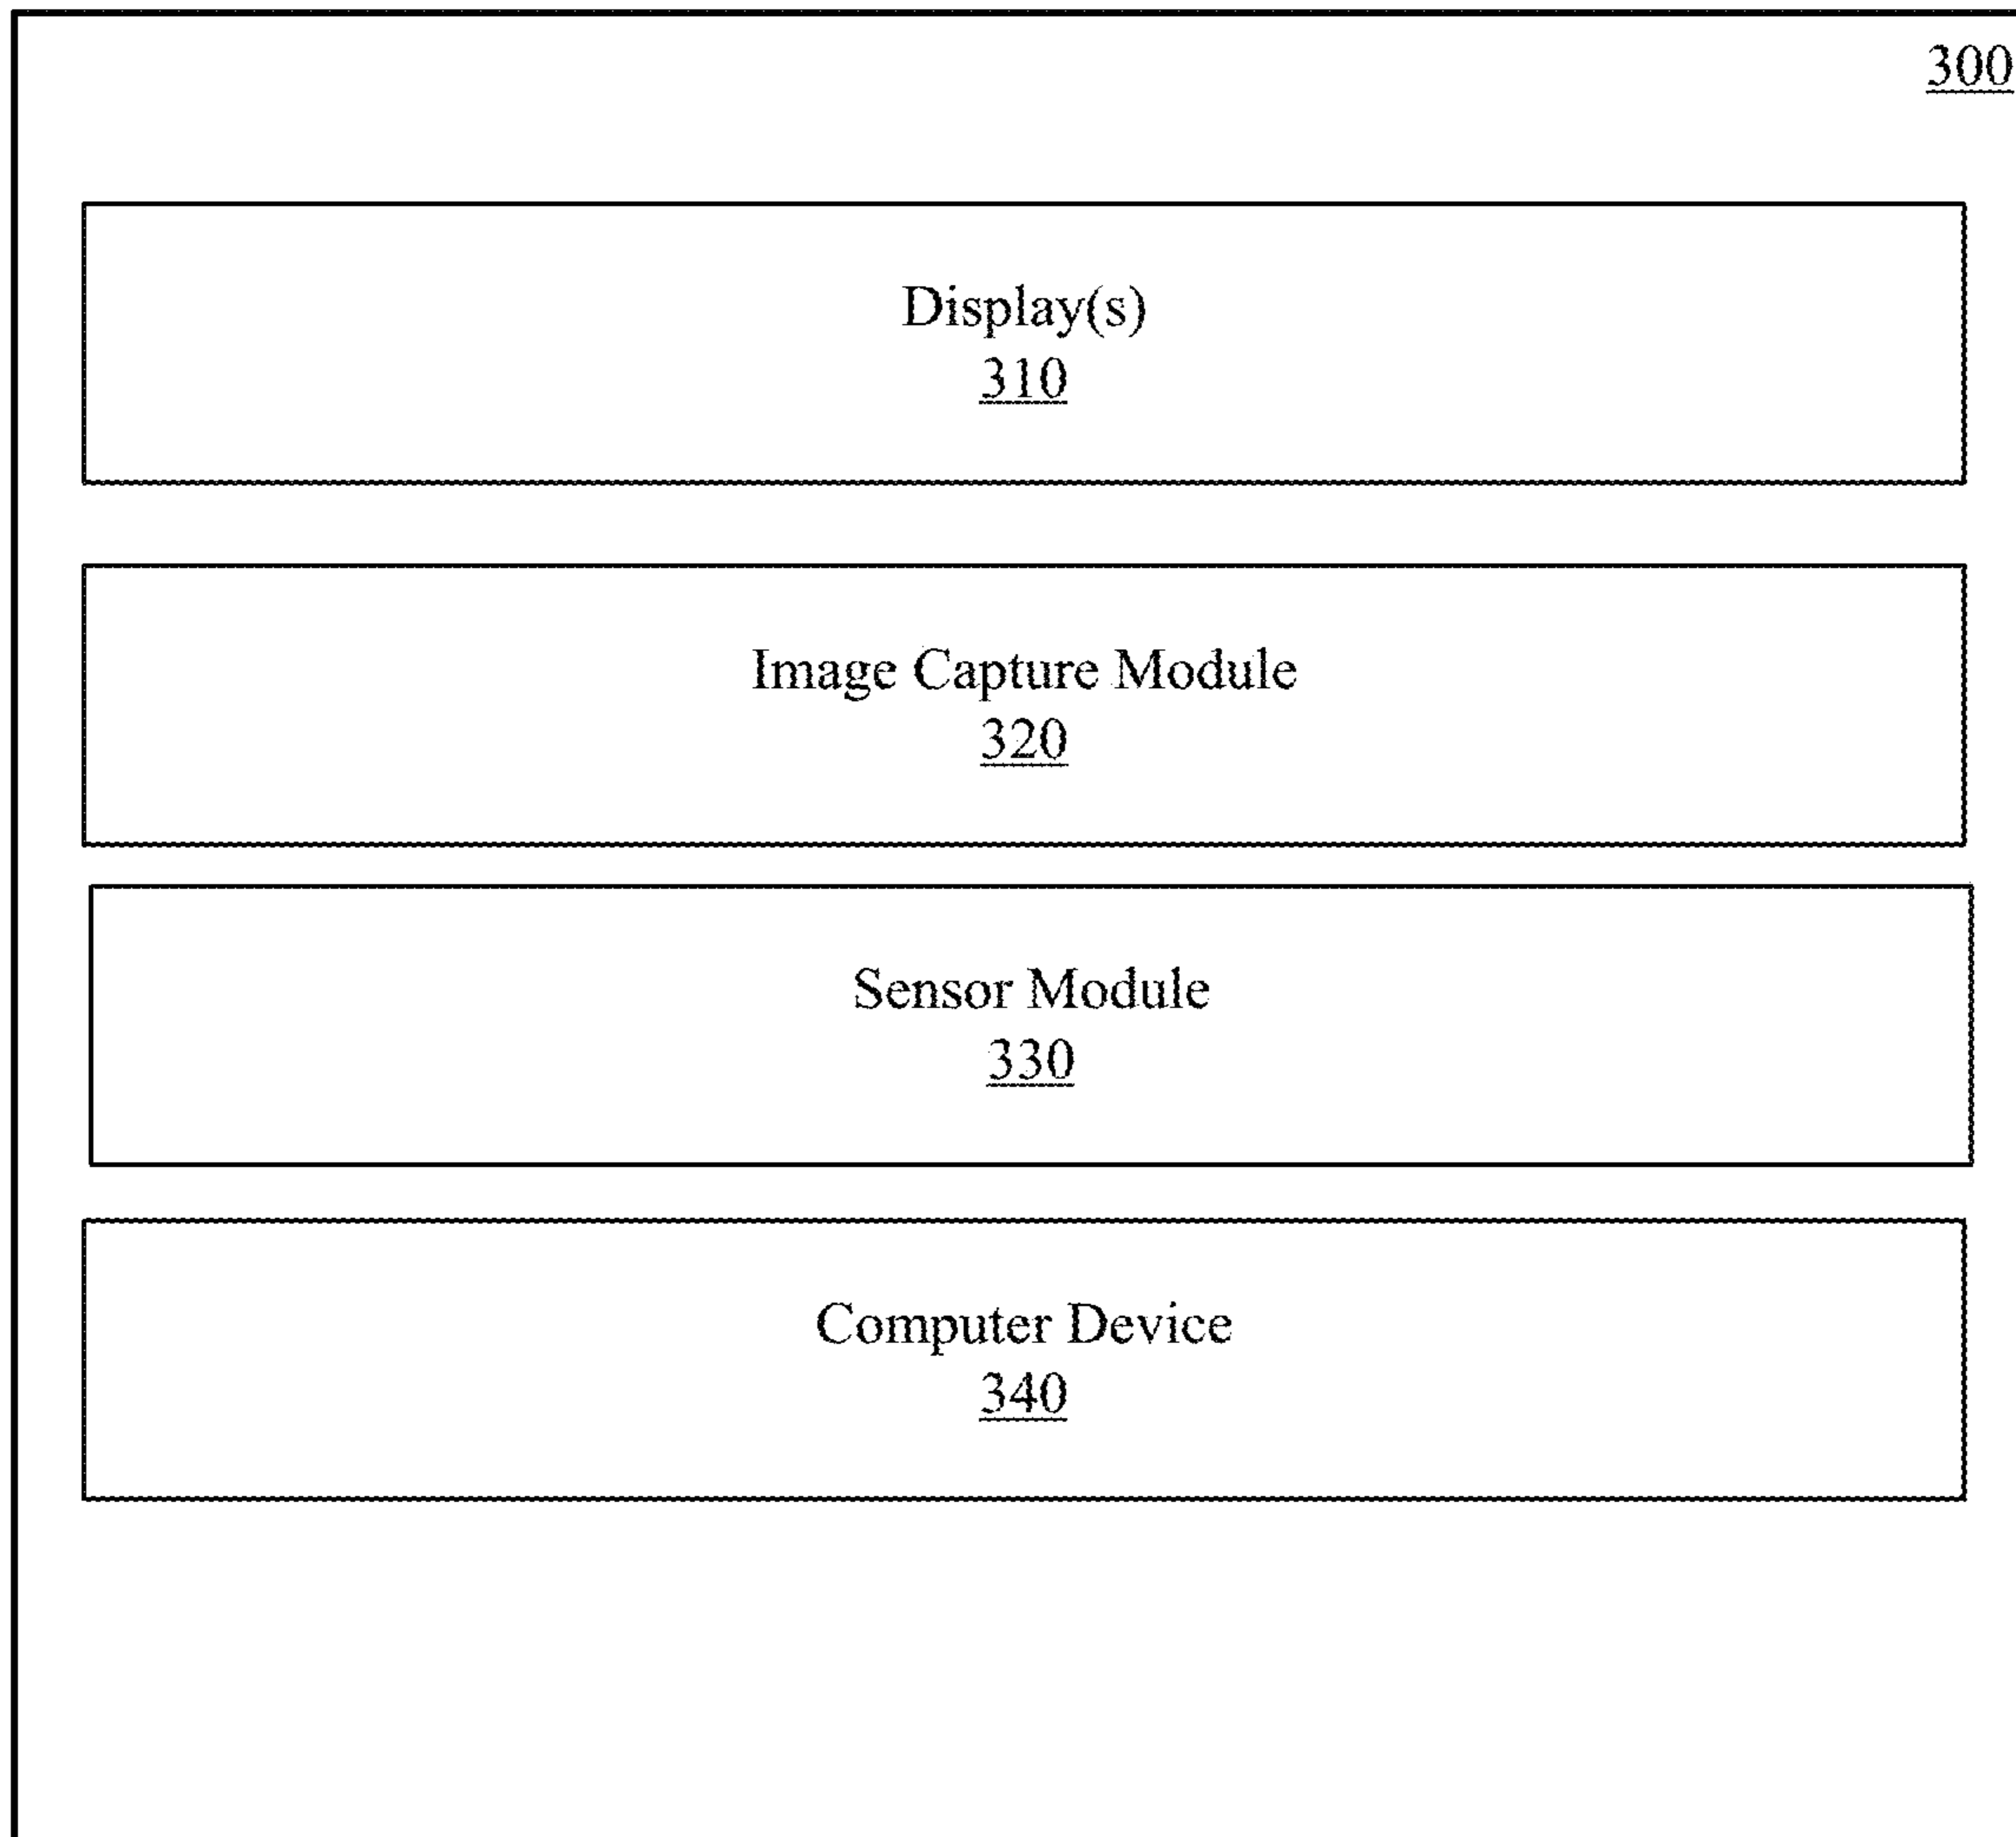 300
Display(s)
310
Image Capture Module
320
Sensor Module
330
Computer Device
340